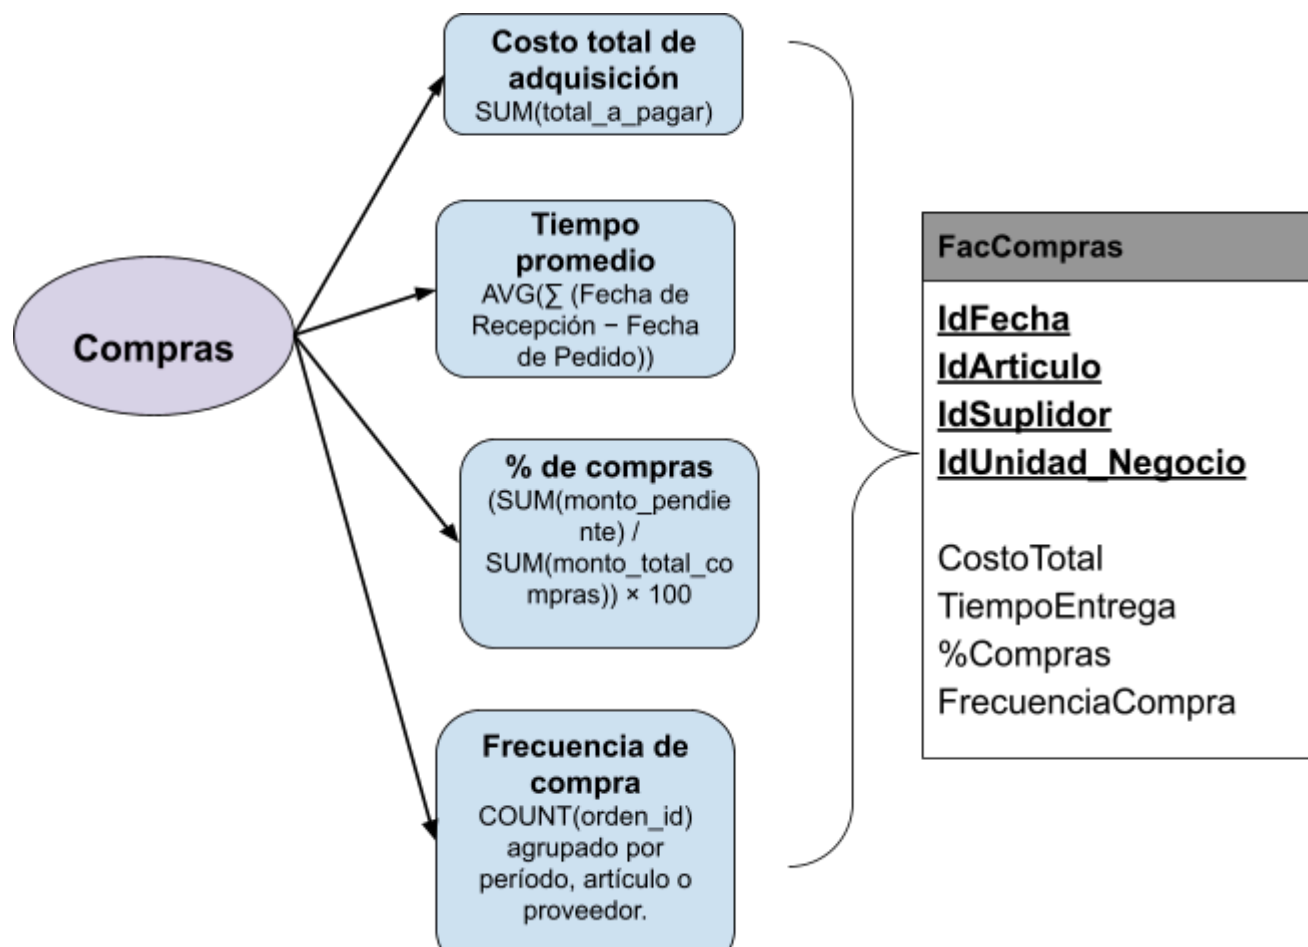 Compras
Costo total de
adquisición
SUM(total_a_pagar)
Tiempo
promedio
AVG(∑ (Fecha de
Recepción − Fecha
de Pedido))
% de compras
(SUM(monto_pendie
nte) /
SUM(monto_total_co
mpras)) × 100
Frecuencia de
compra
COUNT(orden_id)
agrupado por
período, artículo o
proveedor.
FacCompras
IdFecha
IdArticulo
IdSuplidor
IdUnidad_Negocio
CostoTotal
TiempoEntrega
%Compras
FrecuenciaCompra